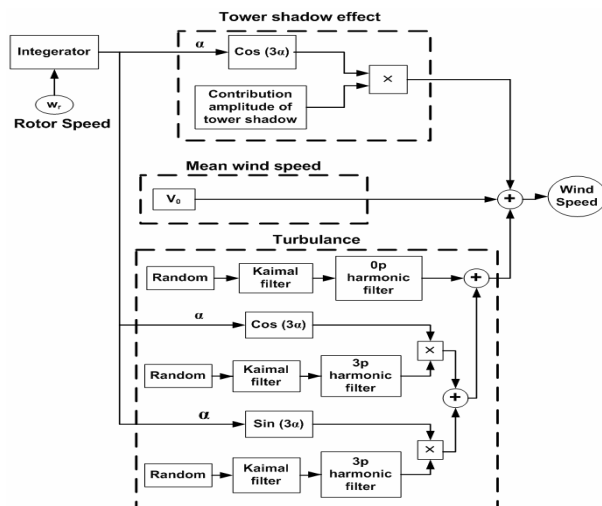 Tower shadow effect
Integerator
α
Cos (3α)
×
Contribution
amplitude of
tower shadow
wᵣ
Rotor Speed
Mean wind speed
V₀
+
Wind
Speed
Turbulance
Random
Kaimal
filter
0p
harmonic
filter
+
α
Cos (3α)
×
Random
Kaimal
filter
3p
harmonic
filter
+
α
Sin (3α)
×
Random
Kaimal
filter
3p
harmonic
filter